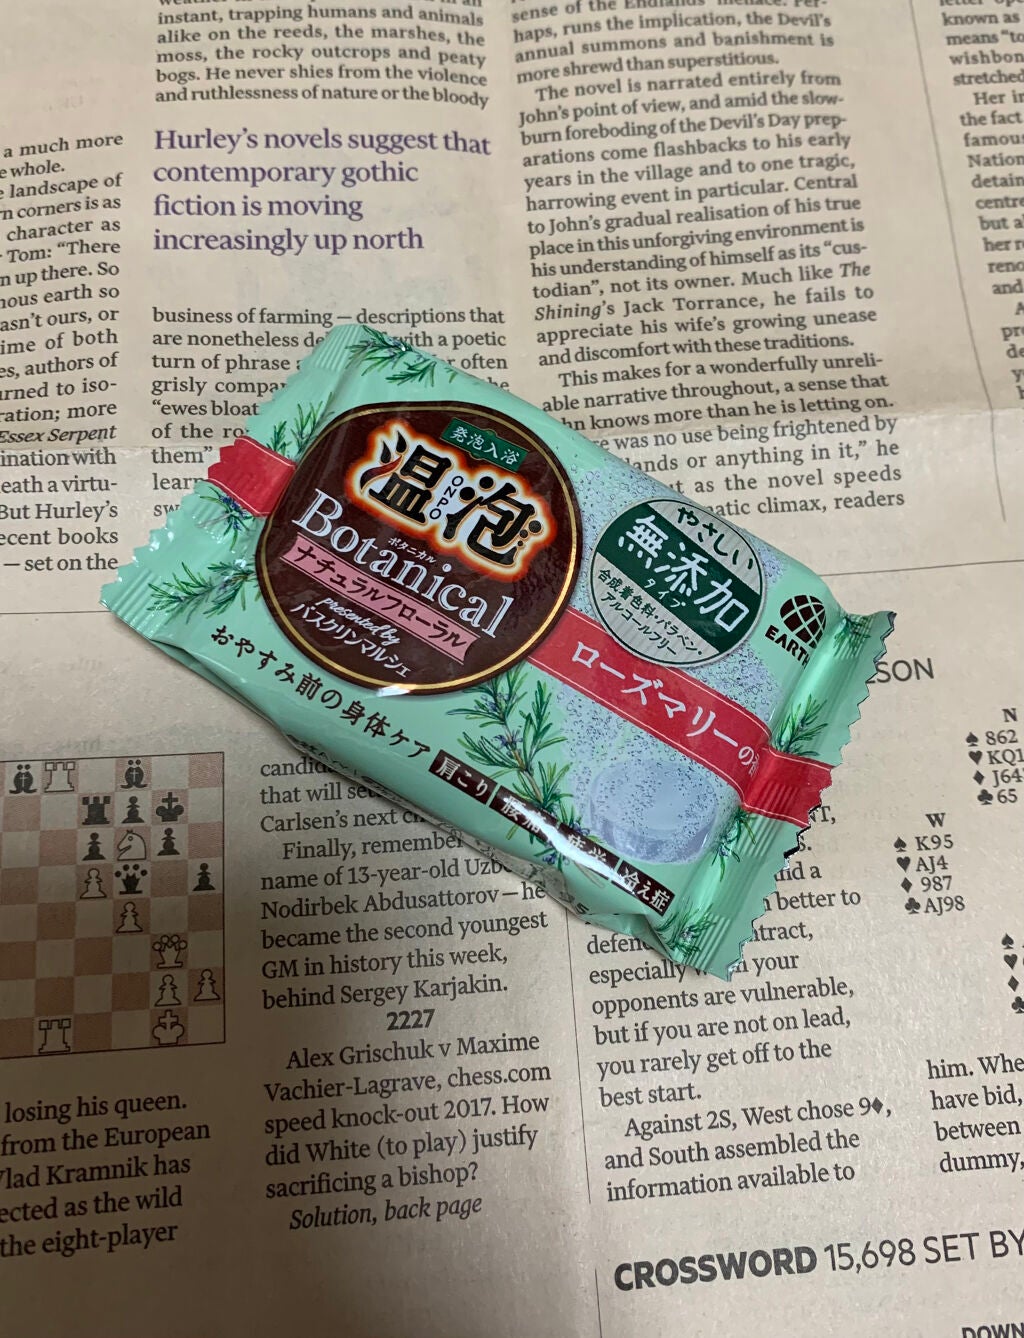 instant, trapping humans and animals
alike on the reeds, the marshes, the
moss, the rocky outcrops and peaty
bogs. He never shies from the violence
and ruthlessness of nature or the bloody
a much more
whole.
landscape of
corners is as
character as
Tom: “There
up there. So
earth so
ours, or
of both
authors of
to iso-
more
Essex Serpent
with
a virtu-
But Hurley’s
books
— set on the
Hurley’s novels suggest that
contemporary gothic
fiction is moving
increasingly up north
business of farming — descriptions that
are nonetheless with a poetic
turn of phrase often
grisly
“ewes
of the
them”
sense of the
haps, runs the implication, the Devil’s
annual summons and banishment is
more shrewd than superstitious.
The novel is narrated entirely from
John’s point of view, and amid the slow-
burn foreboding of the Devil’s Day prep-
arations come flashbacks to his early
years in the village and to one tragic,
harrowing event in particular. Central
to John’s gradual realisation of his true
place in this unforgiving environment is
his understanding of himself as its “cus-
todian”, not its owner. Much like The
Shining’s Jack Torrance, he fails to
appreciate his wife’s growing unease
and discomfort with these traditions.
This makes for a wonderfully unreli-
able narrative throughout, a sense that
knows more than he is letting on.
was no use being frightened by
or anything in it,” he
as the novel speeds
climax, readers
known as
means “to
wishbon
stretched
Her
the fact
famou
Nation
detain
centre
but
her
and
発泡入浴
温泡
ONPO
ボタニカル
Botanical
ナチュラルフローラル
presented by
バスクリンマルシェ
やさしい
無添加
タイプ
合成着色料・パラベン・
アルコールフリー
EARTH
ローズマリーの
おやすみ前の身体ケア
肩こり
腰痛
疲労
冷え症
that will
Carlsen’s next
Finally, remember
name of 13-year-old
Nodirbek Abdusattorov — he
became the second youngest
GM in history this week,
behind Sergey Karjakin.
2227
Alex Grischuk v Maxime
Vachier-Lagrave, chess.com
speed knock-out 2017. How
did White (to play) justify
sacrificing a bishop?
Solution, back page
losing his queen.
from the European
Vlad Kramnik has
as the wild
the eight-player
a
better to
especially your
opponents are vulnerable,
but if you are not on lead,
you rarely get off to the
best start.
Against 2S, West chose 9♦,
and South assembled the
information available to
N
♠ 862
♥ KQ1
♦ J64
♣ 65
W
♠ K95
♥ AJ4
♦ 987
♣ AJ98
him. Whe
have bid,
between
dummy,
CROSSWORD 15,698 SET BY
DOWN